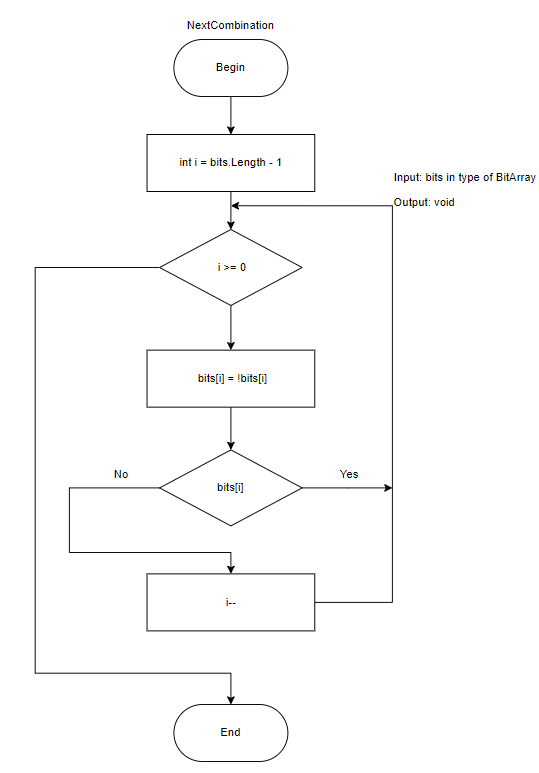 NextCombination
Begin
int i = bits.Length - 1
Input: bits in type of BitArray
Output: void
i >= 0
bits[i] = !bits[i]
No
Yes
bits[i]
i--
End